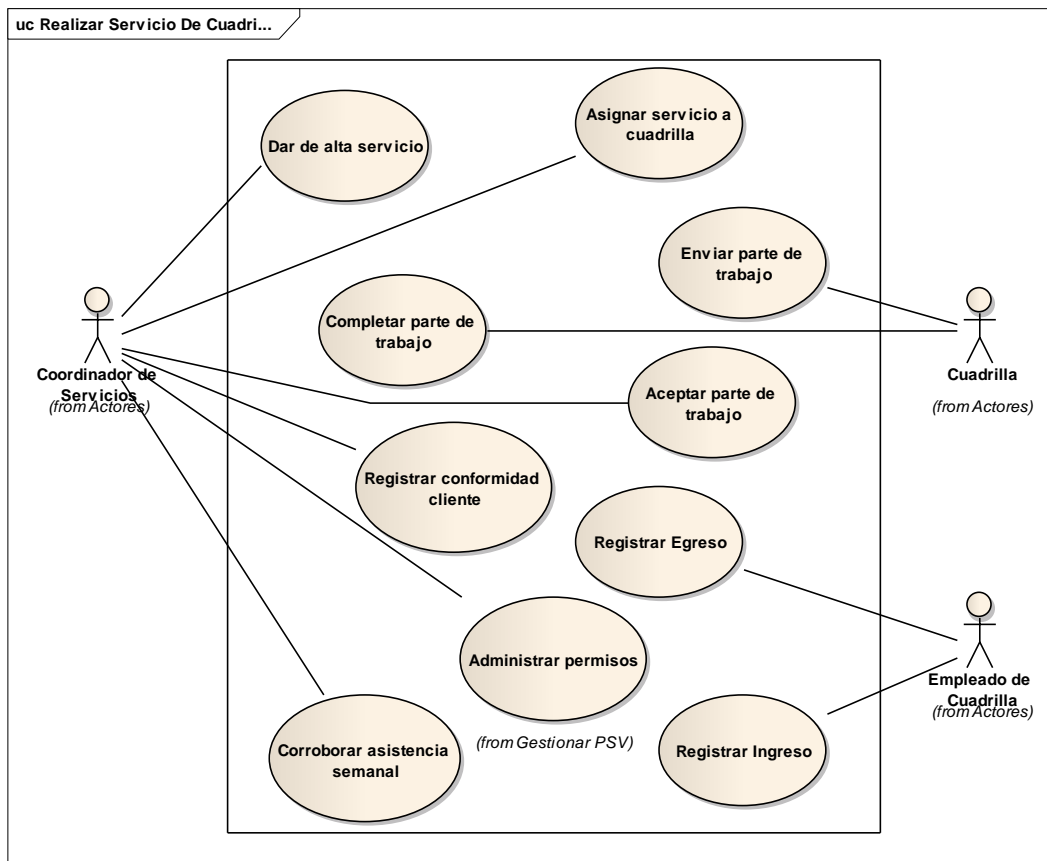 uc Realizar Servicio De Cuadri...
Dar de alta servicio
Asignar servicio a
cuadrilla
Enviar parte de
trabajo
Completar parte de
trabajo
Coordinador de
Servicios
(from Actores)
Cuadrilla
(from Actores)
Aceptar parte de
trabajo
Registrar conformidad
cliente
Registrar Egreso
Administrar permisos
(from Gestionar PSV)
Empleado de
Cuadrilla
(from Actores)
Corroborar asistencia
semanal
Registrar Ingreso